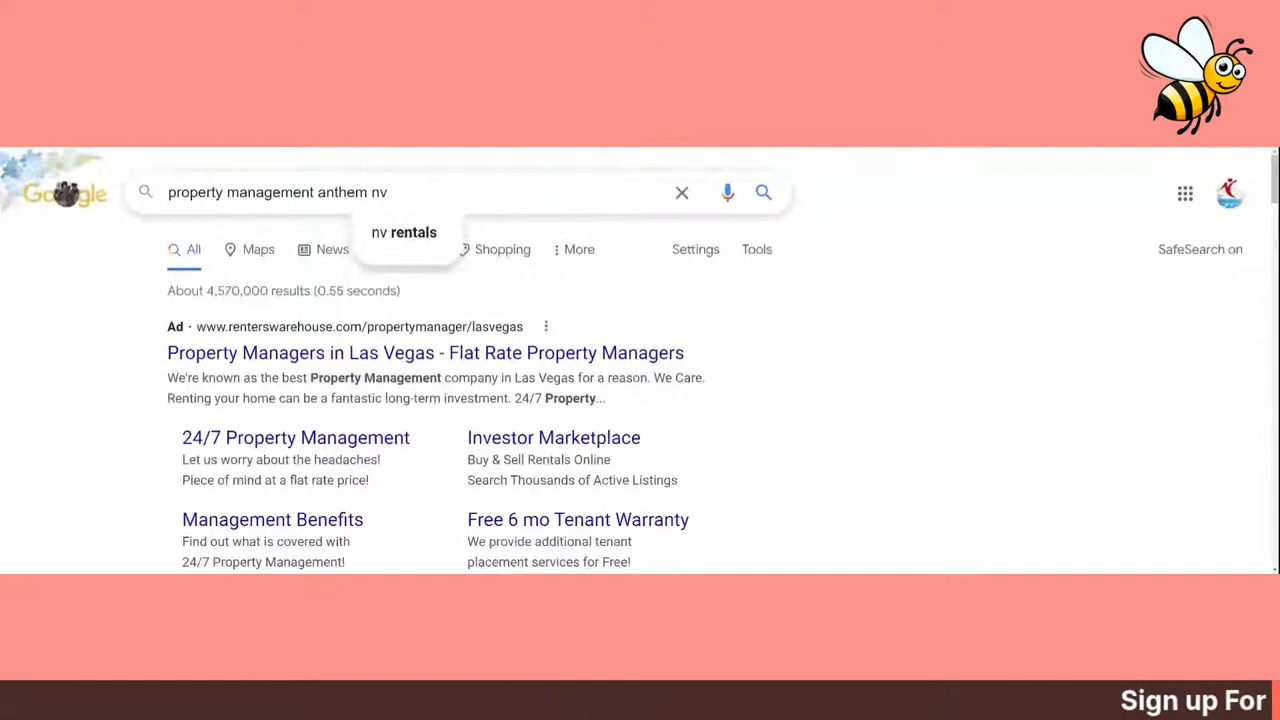 Google
property management anthem nv
nv rentals
All Maps News Shopping More Settings Tools SafeSearch on
About 4,570,000 results (0.55 seconds)
Ad · www.renterswarehouse.com/propertymanager/lasvegas
Property Managers in Las Vegas - Flat Rate Property Managers
We're known as the best Property Management company in Las Vegas for a reason. We Care.
Renting your home can be a fantastic long-term investment. 24/7 Property...
24/7 Property Management
Let us worry about the headaches!
Piece of mind at a flat rate price!
Investor Marketplace
Buy & Sell Rentals Online
Search Thousands of Active Listings
Management Benefits
Find out what is covered with
24/7 Property Management!
Free 6 mo Tenant Warranty
We provide additional tenant
placement services for Free!
Sign up For